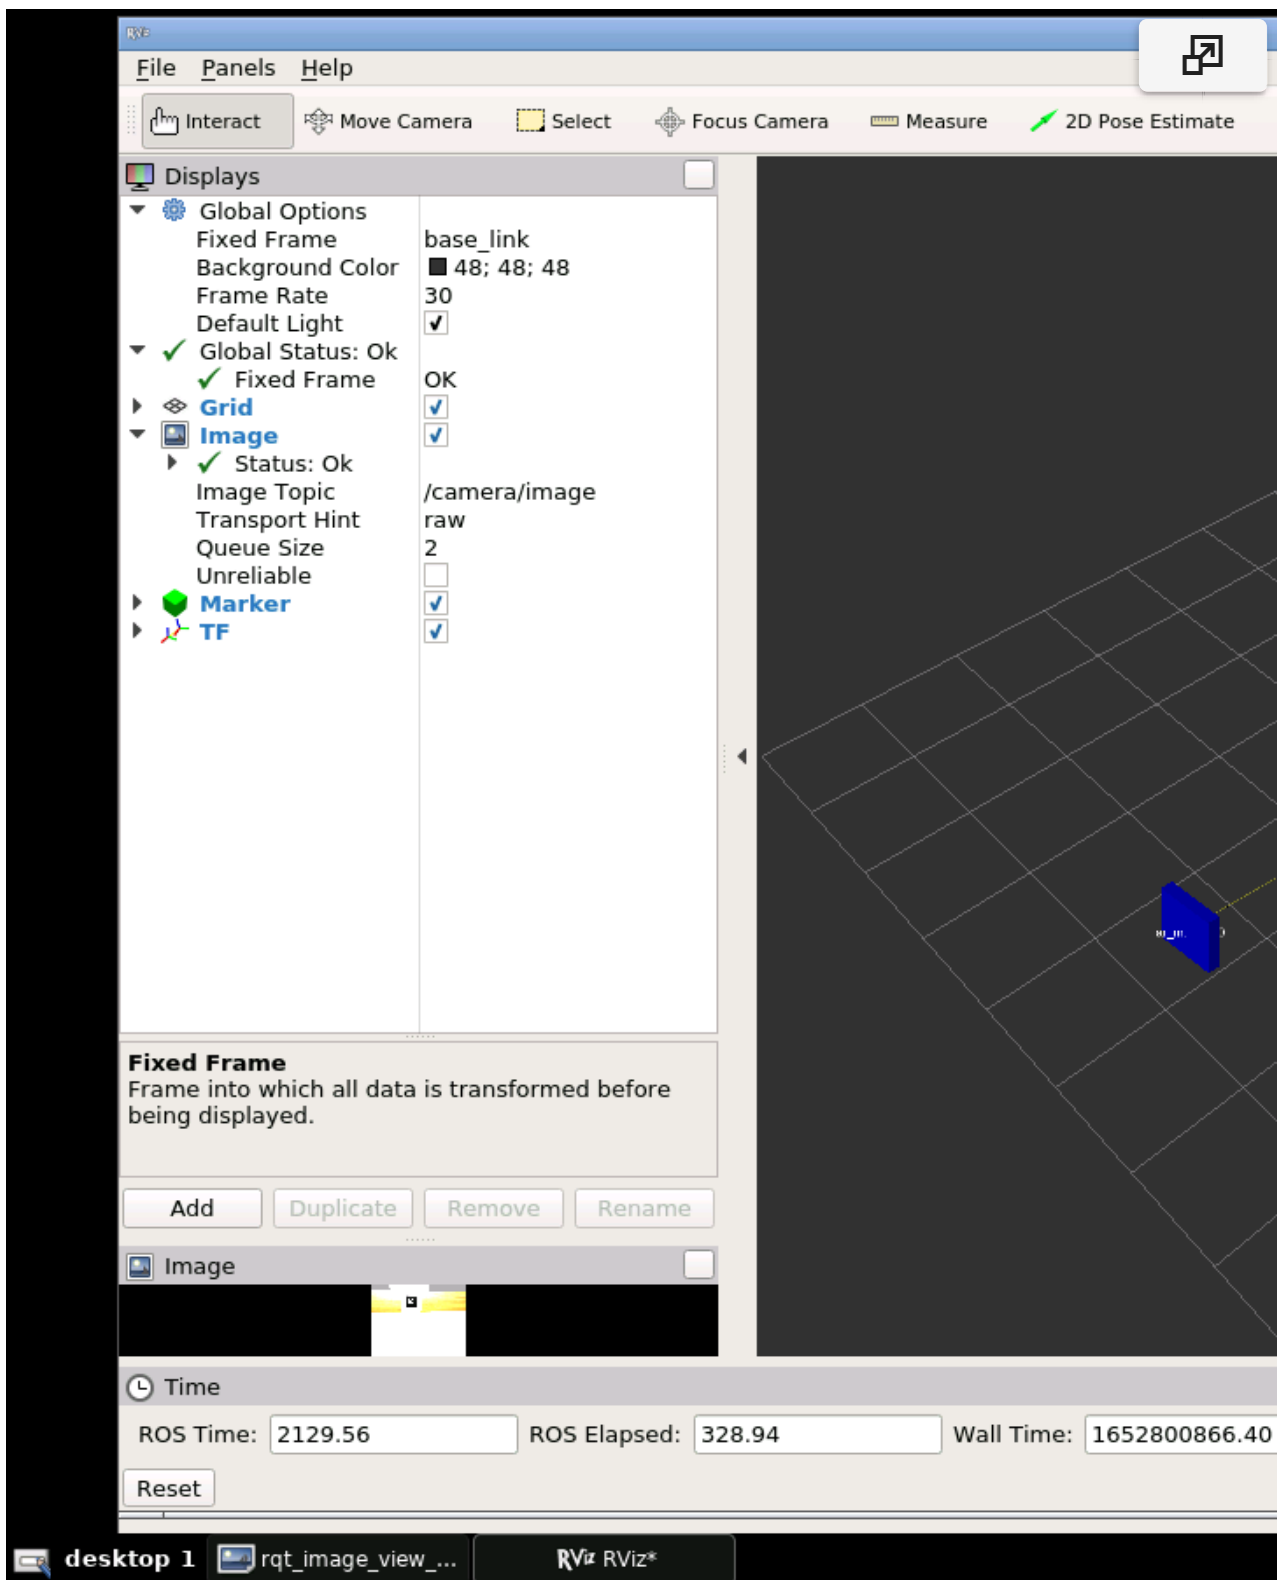 RViz
File Panels Help
Interact Move Camera Select Focus Camera Measure 2D Pose Estimate
Displays
Global Options
Fixed Frame base_link
Background Color 48; 48; 48
Frame Rate 30
Default Light
Global Status: Ok
Fixed Frame OK
Grid
Image
Status: Ok
Image Topic /camera/image
Transport Hint raw
Queue Size 2
Unreliable
Marker
TF
Fixed Frame
Frame into which all data is transformed before
being displayed.
Add Duplicate Remove Rename
Image
Time
ROS Time: 2129.56 ROS Elapsed: 328.94 Wall Time: 1652800866.40
Reset
desktop 1 rqt_image_view_... RViz RViz*